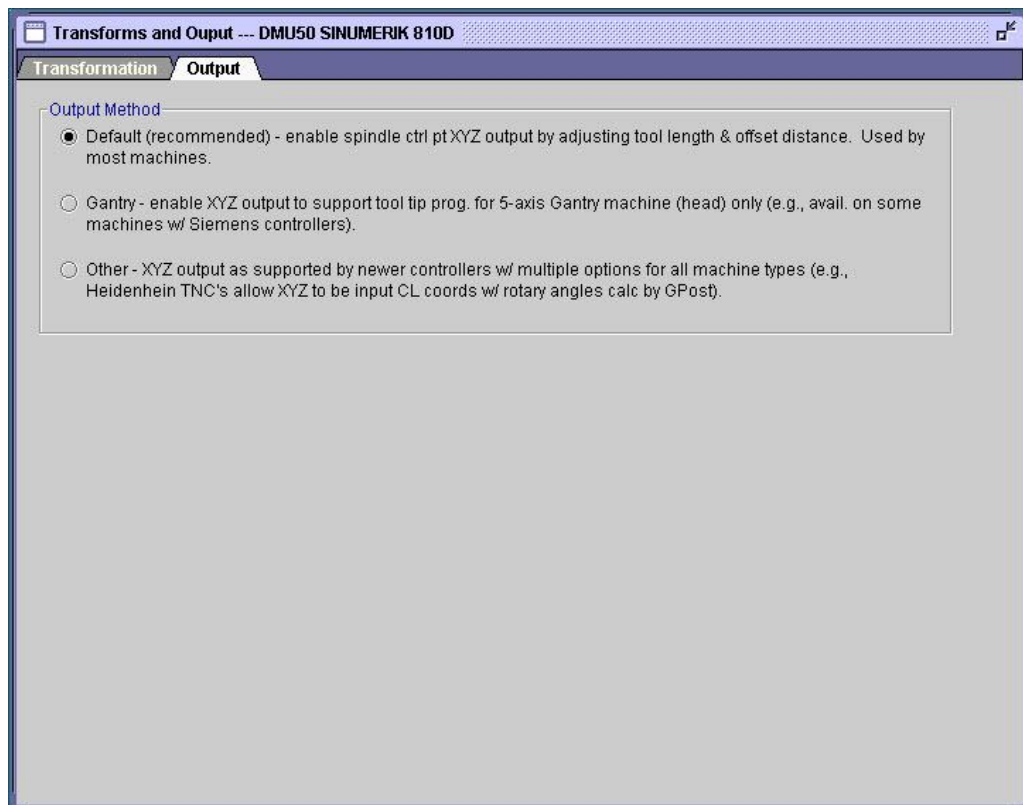 Transforms and Ouput --- DMU50 SINUMERIK 810D
Transformation Output
Output Method
Default (recommended) - enable spindle ctrl pt XYZ output by adjusting tool length & offset distance. Used by
most machines.
Gantry - enable XYZ output to support tool tip prog. for 5-axis Gantry machine (head) only (e.g., avail. on some
machines w/ Siemens controllers).
Other - XYZ output as supported by newer controllers w/ multiple options for all machine types (e.g.,
Heidenhein TNC's allow XYZ to be input CL coords w/ rotary angles calc by GPost).